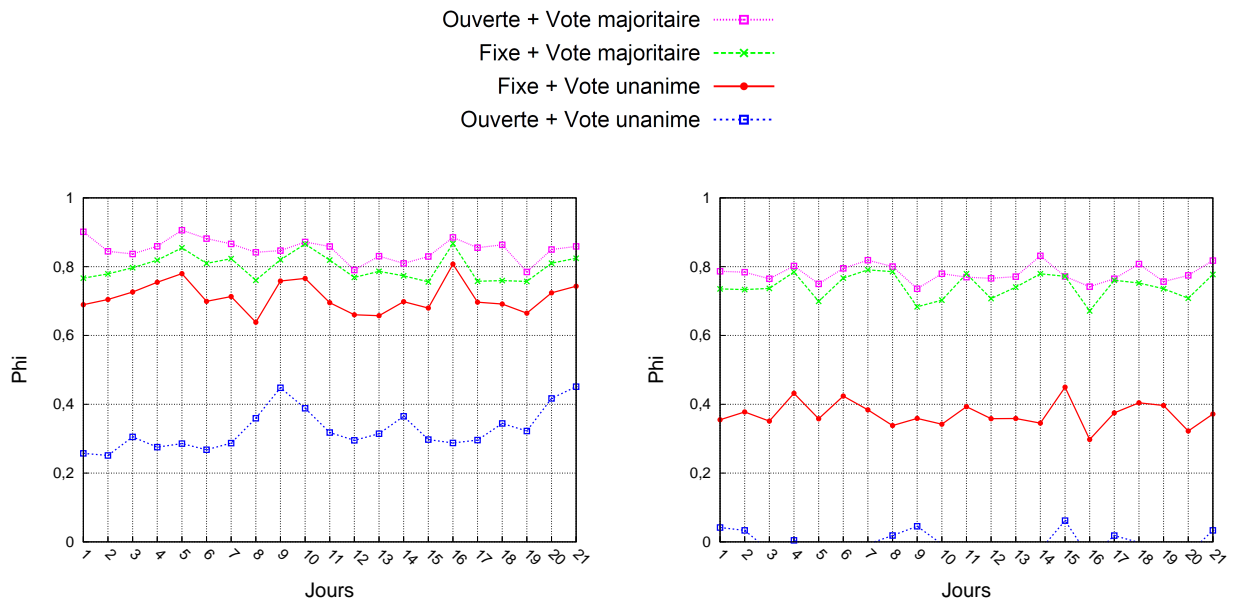 Ouverte + Vote majoritaire
Fixe + Vote majoritaire
Fixe + Vote unanime
Ouverte + Vote unanime
1
0,8
0,6
0,4
0,2
0
Phi
1 2 3 4 5 6 7 8 9 10 11 12 13 14 15 16 17 18 19 20 21
Jours
1
0,8
0,6
0,4
0,2
0
Phi
1 2 3 4 5 6 7 8 9 10 11 12 13 14 15 16 17 18 19 20 21
Jours